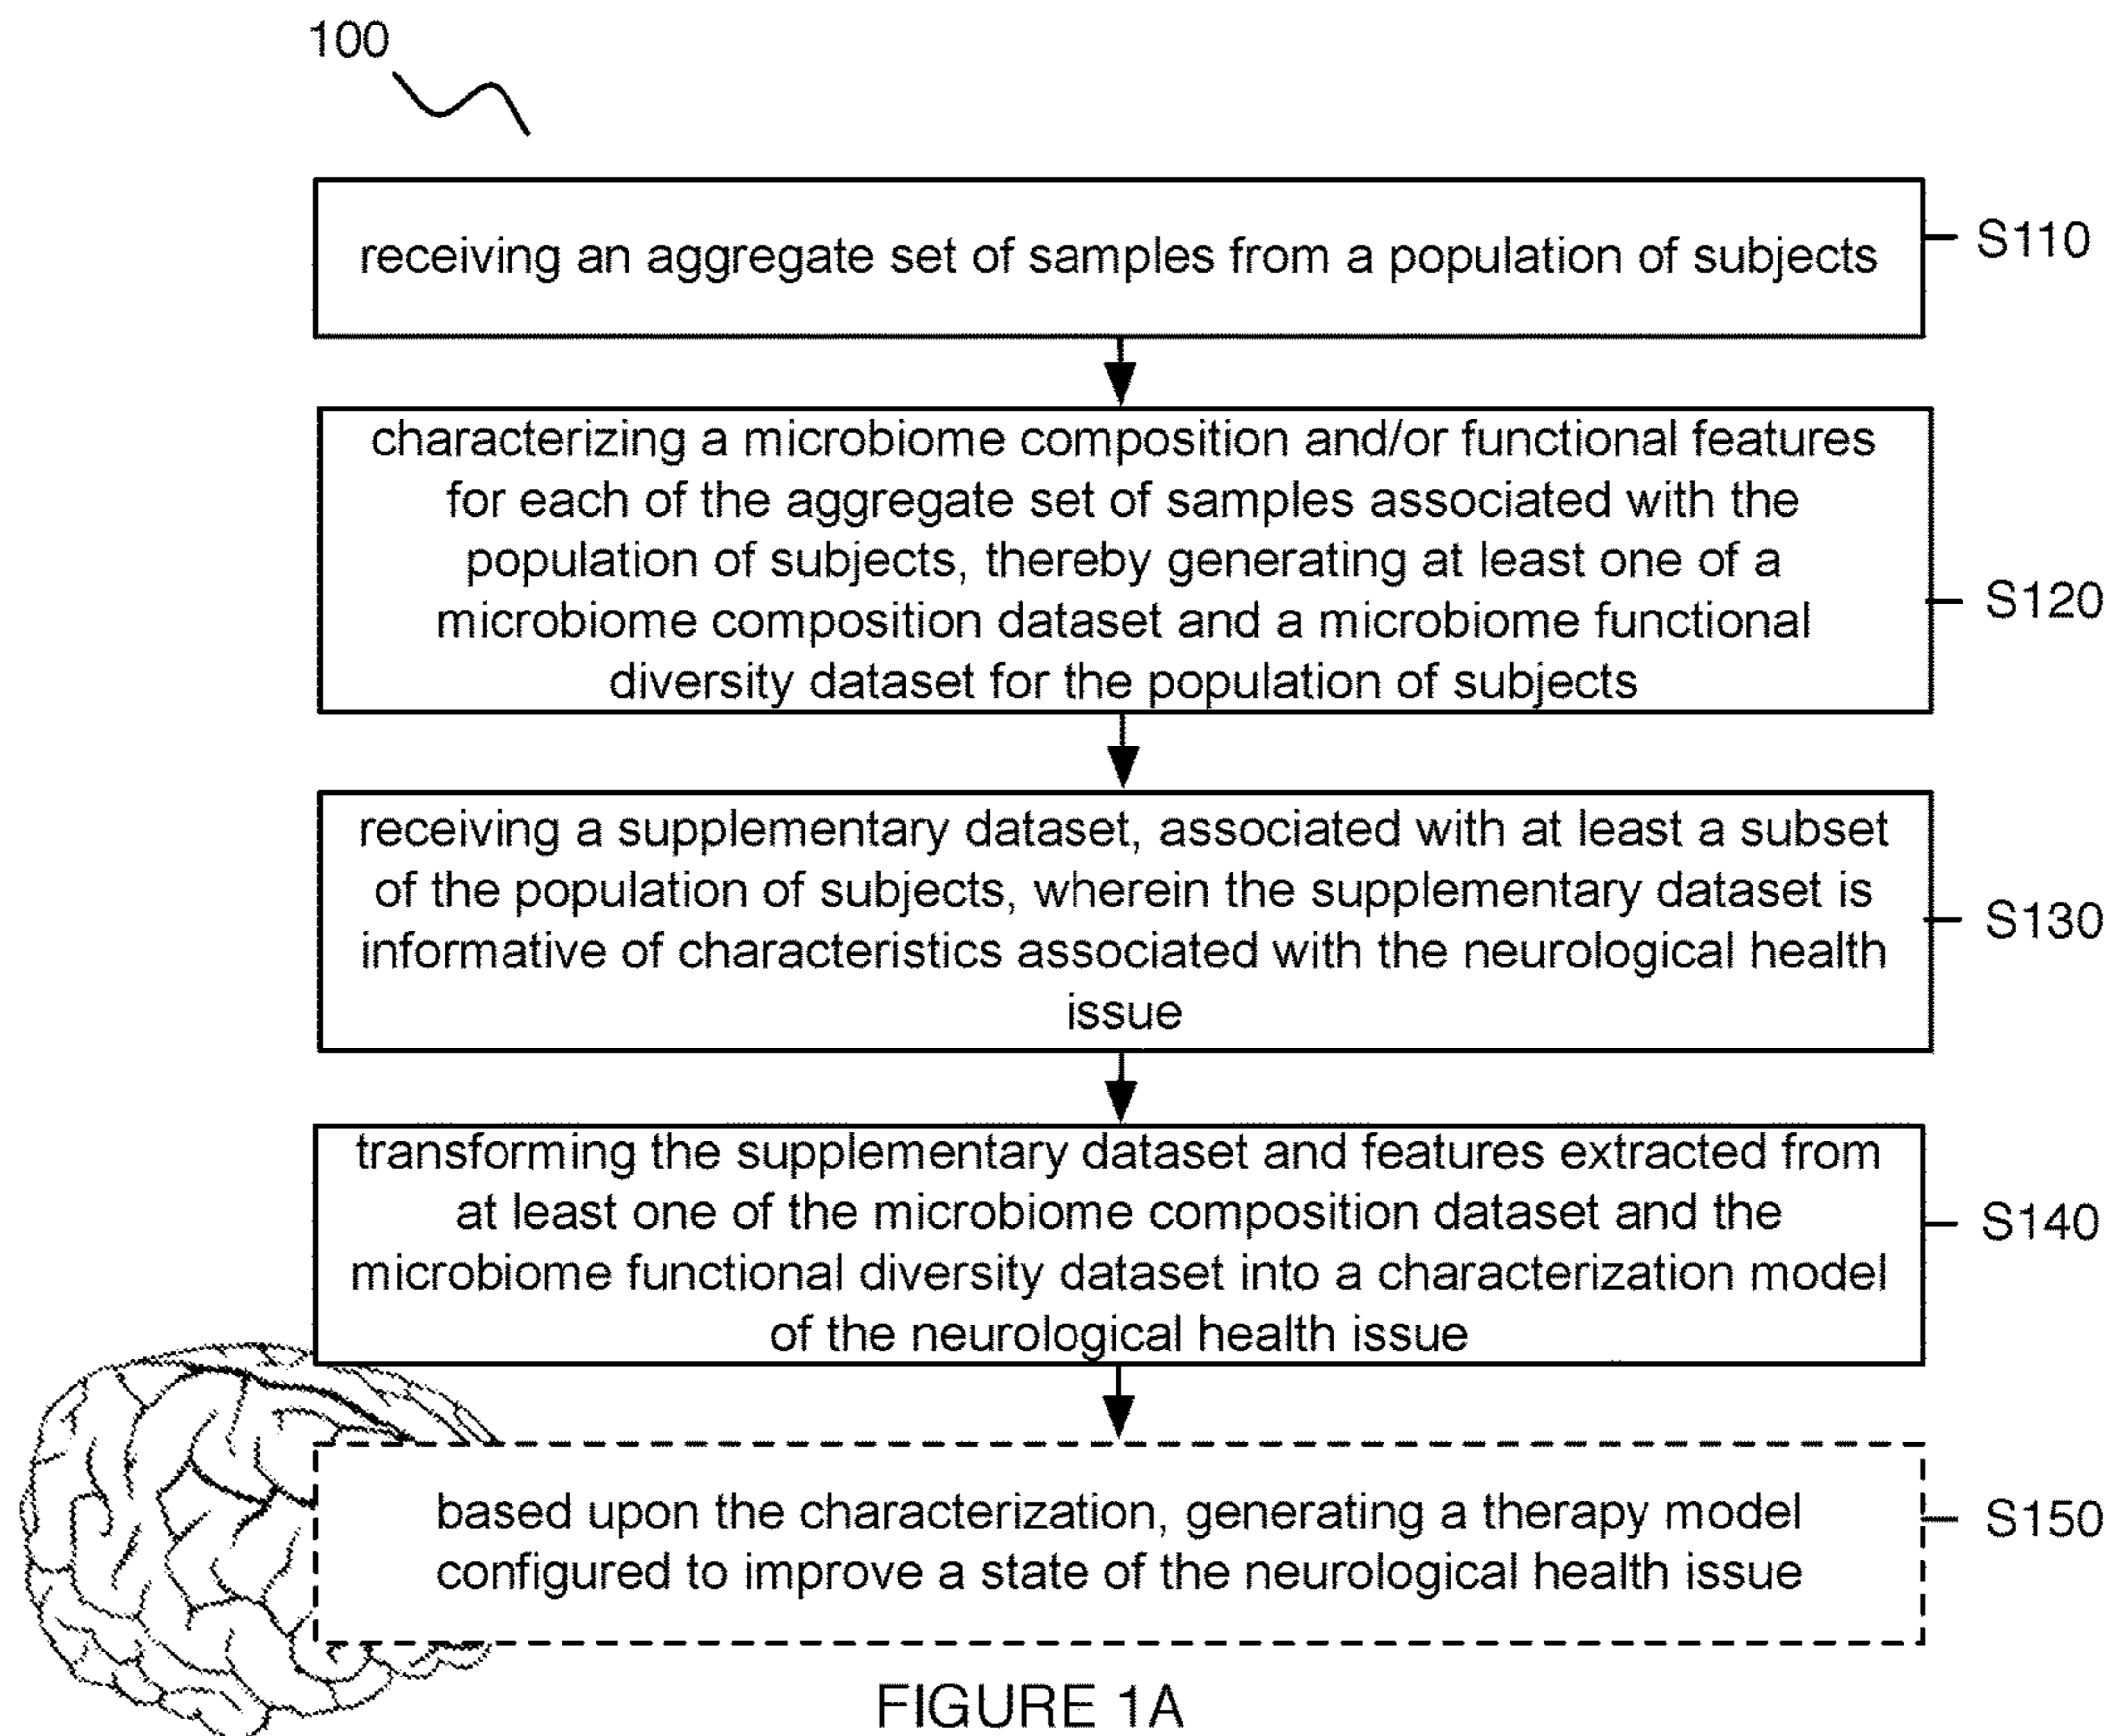 100
receiving an aggregate set of samples from a population of subjects
S110
characterizing a microbiome composition and/or functional features
for each of the aggregate set of samples associated with the
population of subjects, thereby generating at least one of a
microbiome composition dataset and a microbiome functional
diversity dataset for the population of subjects
S120
receiving a supplementary dataset, associated with at least a subset
of the population of subjects, wherein the supplementary dataset is
informative of characteristics associated with the neurological health
issue
S130
transforming the supplementary dataset and features extracted from
at least one of the microbiome composition dataset and the
microbiome functional diversity dataset into a characterization model
of the neurological health issue
S140
based upon the characterization, generating a therapy model
configured to improve a state of the neurological health issue
S150
FIGURE 1A